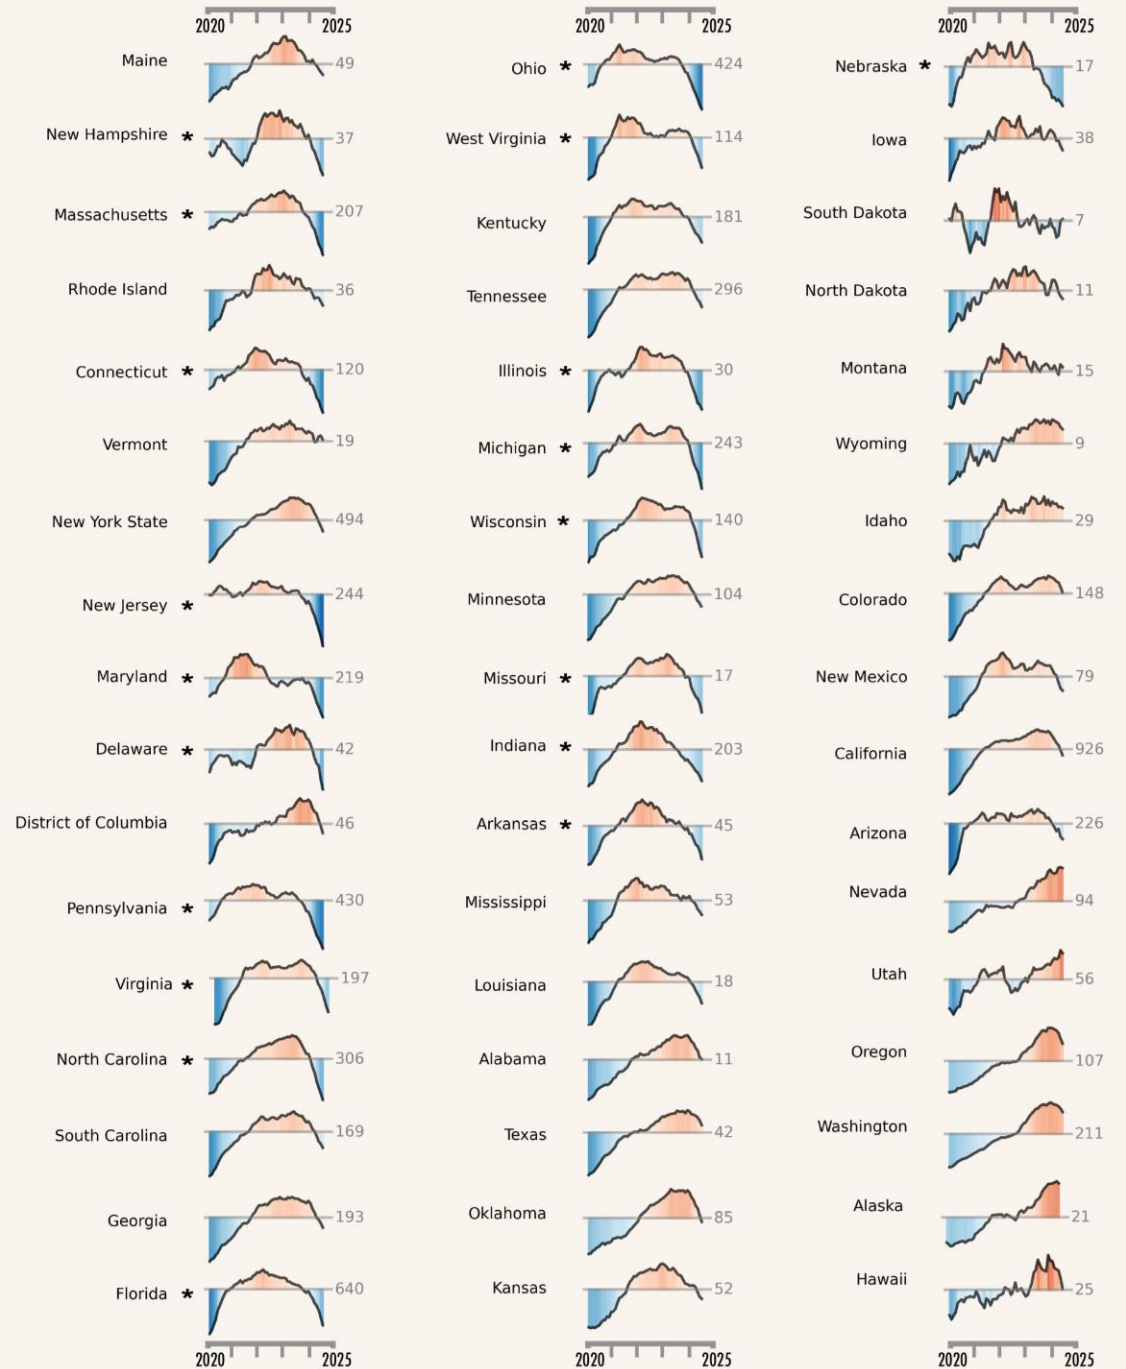 2020 2025
Maine 49
New Hampshire * 37
Massachusetts * 207
Rhode Island 36
Connecticut * 120
Vermont 19
New York State 494
New Jersey * 244
Maryland * 219
Delaware * 42
District of Columbia 46
Pennsylvania * 430
Virginia * 197
North Carolina * 306
South Carolina 169
Georgia 193
Florida * 640
2020 2025
2020 2025
Ohio * 424
West Virginia * 114
Kentucky 181
Tennessee 296
Illinois * 30
Michigan * 243
Wisconsin * 140
Minnesota 104
Missouri * 17
Indiana * 203
Arkansas * 45
Mississippi 53
Louisiana 18
Alabama 11
Texas 42
Oklahoma 85
Kansas 52
2020 2025
2020 2025
Nebraska * 17
Iowa 38
South Dakota 7
North Dakota 11
Montana 15
Wyoming 9
Idaho 29
Colorado 148
New Mexico 79
California 926
Arizona 226
Nevada 94
Utah 56
Oregon 107
Washington 211
Alaska 21
Hawaii 25
2020 2025